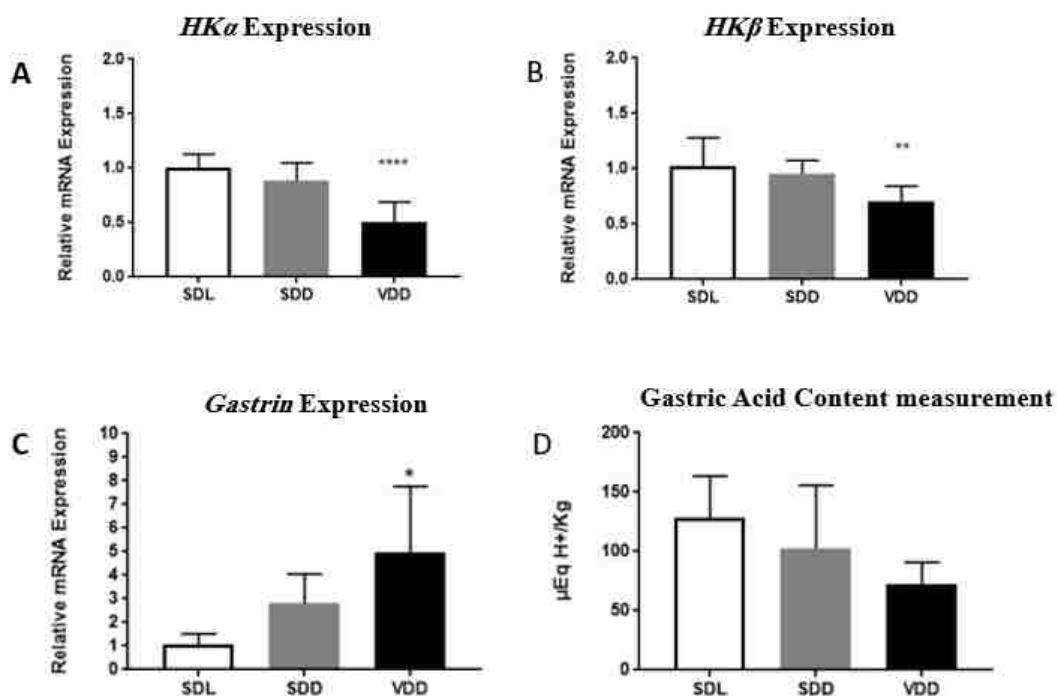 HKα Expression
A
Relative mRNA Expression
2.0
1.5
1.0
0.5
0.0
****
SDL SDD VDD
HKβ Expression
B
Relative mRNA Expression
2.0
1.5
1.0
0.5
0.0
**
SDL SDD VDD
Gastrin Expression
C
Relative mRNA Expression
10
9
8
7
6
5
4
3
2
1
0
*
SDL SDD VDD
Gastric Acid Content measurement
D
µEq H+/Kg
200
150
100
50
0
SDL SDD VDD